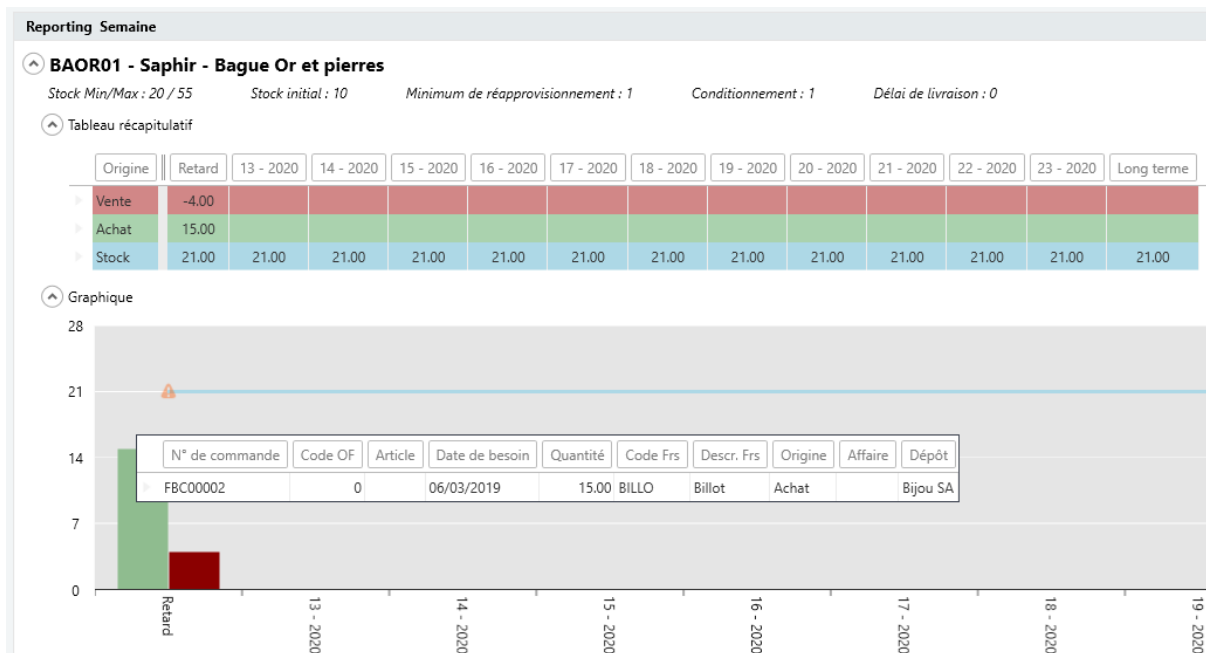 Reporting Semaine
BAOR01 - Saphir - Bague Or et pierres
Stock Min/Max : 20 / 55 Stock initial : 10 Minimum de réapprovisionnement : 1 Conditionnement : 1 Délai de livraison : 0
Tableau récapitulatif
Origine Retard 13 - 2020 14 - 2020 15 - 2020 16 - 2020 17 - 2020 18 - 2020 19 - 2020 20 - 2020 21 - 2020 22 - 2020 23 - 2020 Long terme
Vente -4.00
Achat 15.00
Stock 21.00 21.00 21.00 21.00 21.00 21.00 21.00 21.00 21.00 21.00 21.00 21.00 21.00
Graphique
28
21
14
N° de commande Code OF Article Date de besoin Quantité Code Frs Descr. Frs Origine Affaire Dépôt
FBC00002 0 06/03/2019 15.00 BILLO Billot Achat Bijou SA
7
0
Retard 13 - 2020 14 - 2020 15 - 2020 16 - 2020 17 - 2020 18 - 2020 19 - 2020